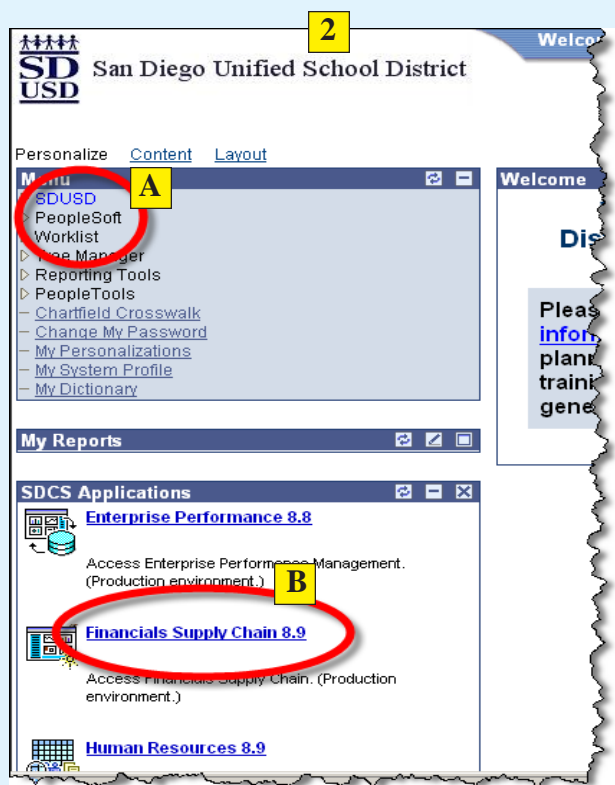 2
Welco
SD
USD
San Diego Unified School District
Personalize Content Layout
Menu
A
Welcome
SDUSD
PeopleSoft
Worklist
Tree Manager
Reporting Tools
PeopleTools
Chartfield Crosswalk
Change My Password
My Personalizations
My System Profile
My Dictionary
Dis
Pleas
infor
plan
traini
gene
My Reports
SDCS Applications
Enterprise Performance 8.8
Access Enterprise Performance Management.
(Production environment.)
B
Financials Supply Chain 8.9
Access Financials Supply Chain. (Production
environment.)
Human Resources 8.9